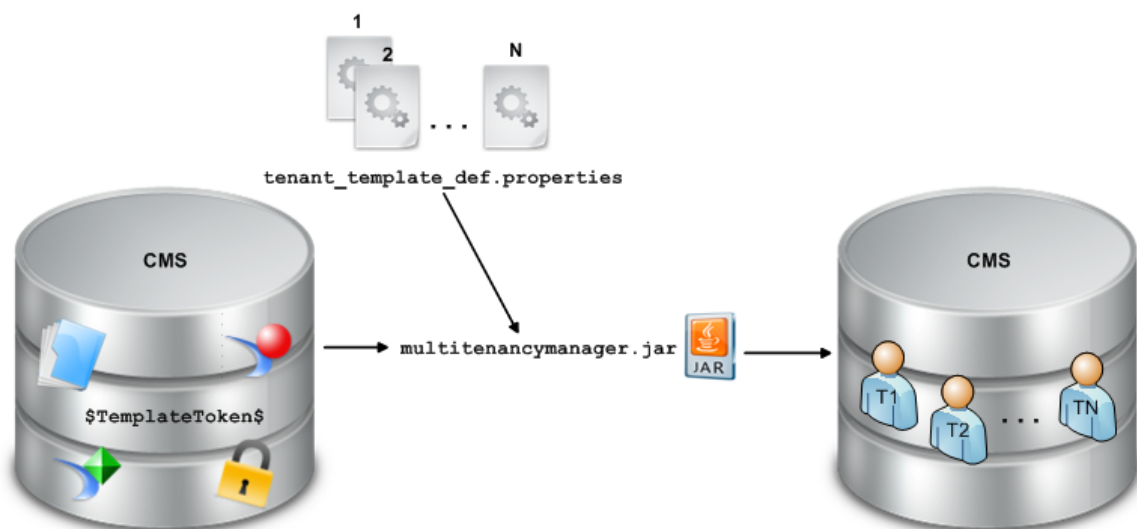 1
2
N
. . .
tenant_template_def.properties
CMS
CMS
multitenancymanager.jar
JAR
$TemplateToken$
T1
T2
. . .
TN